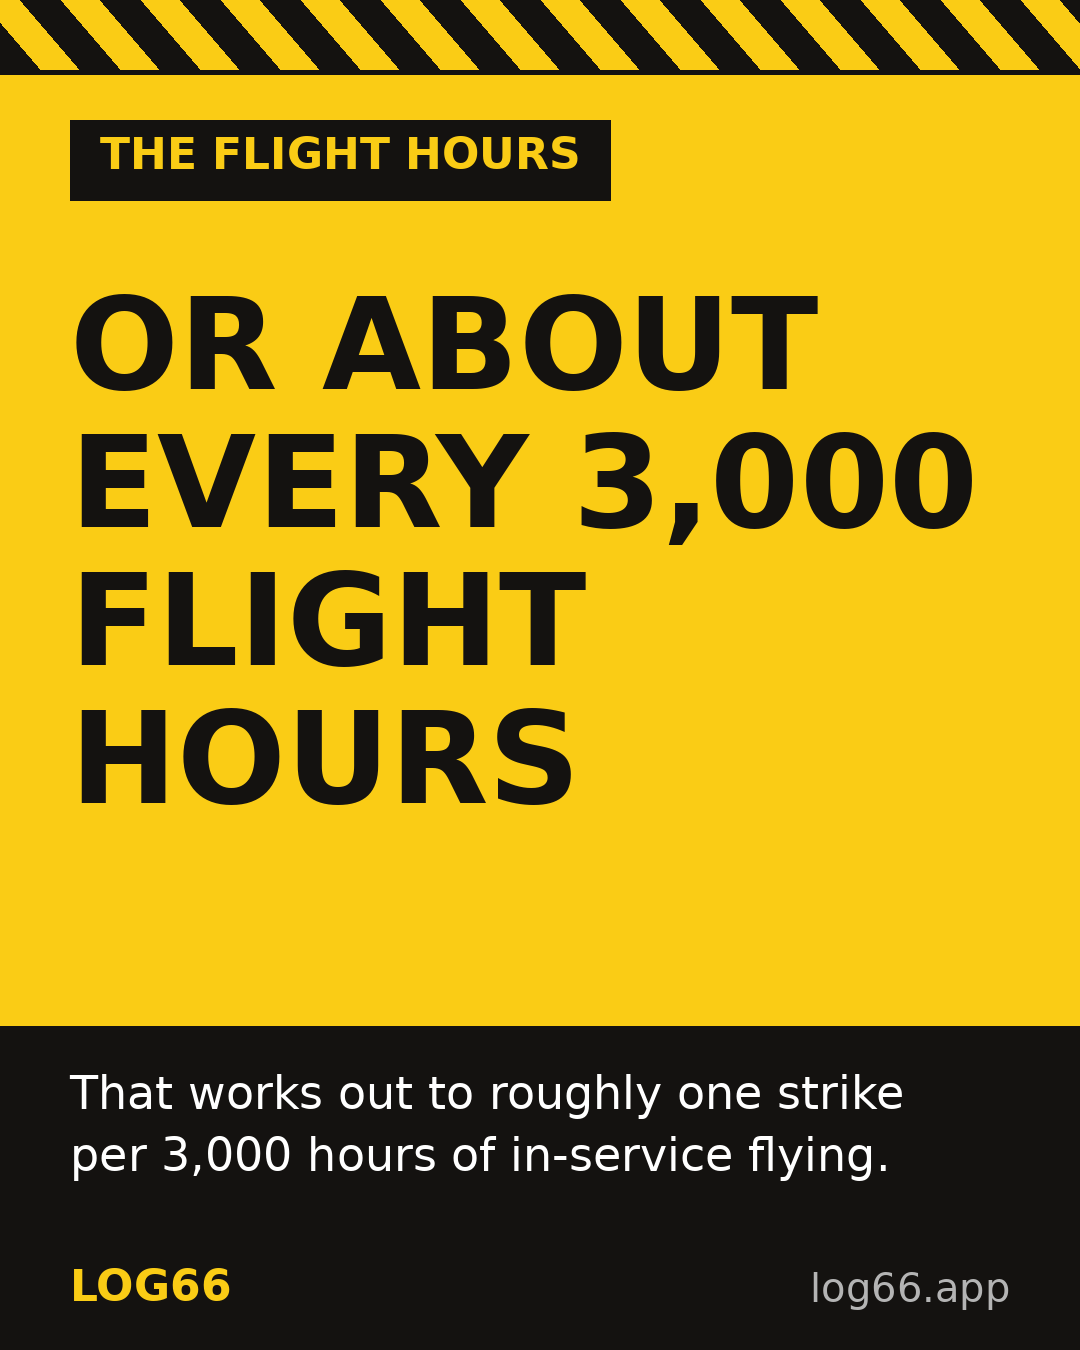 THE FLIGHT HOURS
OR ABOUT
EVERY 3,000
FLIGHT
HOURS
That works out to roughly one strike
per 3,000 hours of in-service flying.
LOG66
log66.app